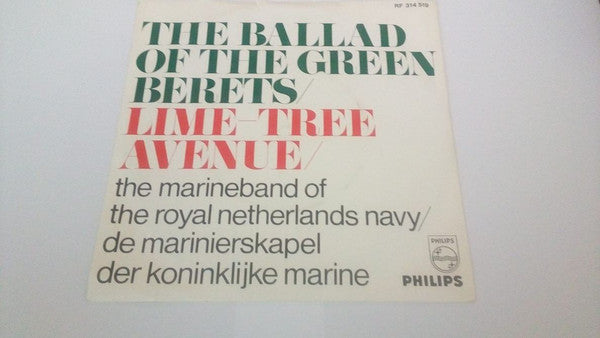 RF 314 519
THE BALLAD
OF THE GREEN
BERETS/
LIME-TREE
AVENUE/
the marineband of
the royal netherlands navy/
de marinierskapel
der koninklijke marine
PHILIPS
PHILIPS